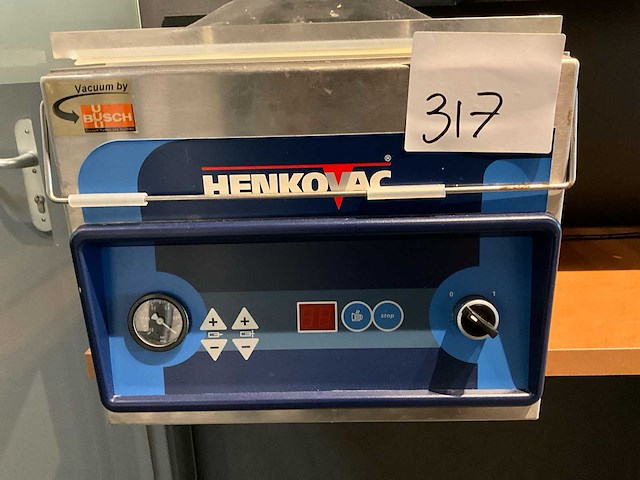 Vacuum by
BUSCH
317
HENKOVAC®
+ +
- -
stop
0 1